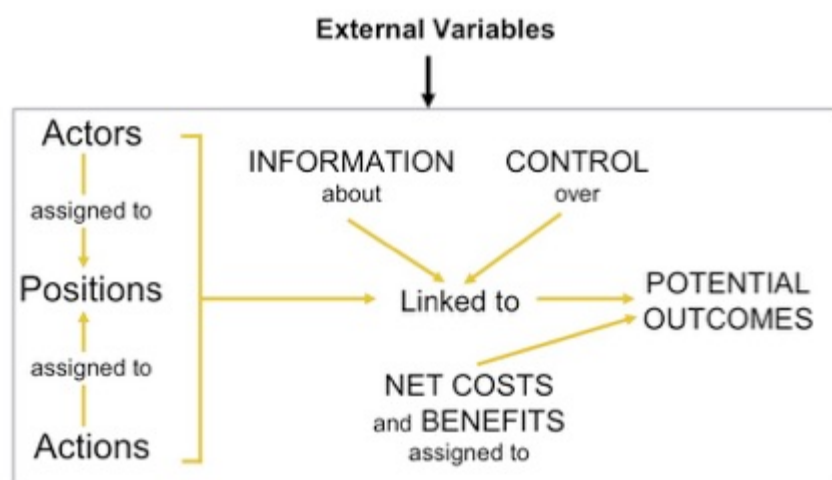 External Variables
Actors
assigned to
Positions
assigned to
Actions
INFORMATION
about
CONTROL
over
Linked to
POTENTIAL
OUTCOMES
NET COSTS
and BENEFITS
assigned to